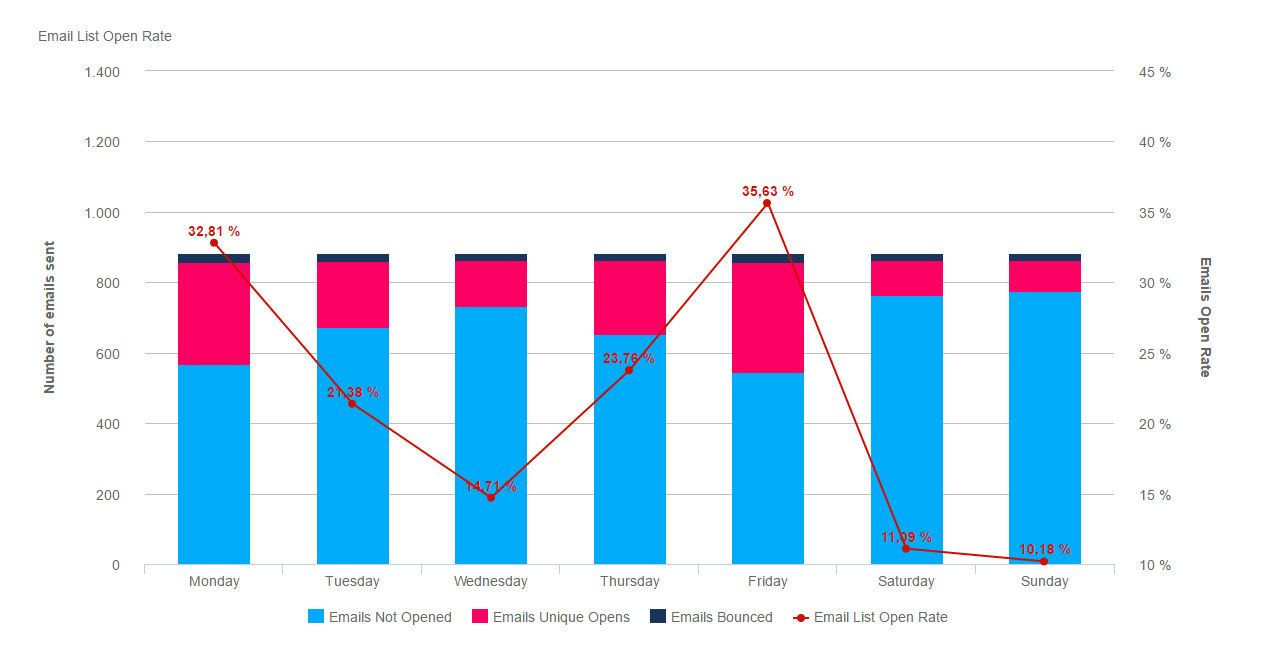 Email List Open Rate
1.400 45 %
1.200 40 %
1.000 35 %
800 30 %
600 25 %
400 20 %
200 15 %
0 10 %
Number of emails sent
Emails Open Rate
32,81 %
21,38 %
14,71 %
23,76 %
35,63 %
11,09 %
10,18 %
Monday Tuesday Wednesday Thursday Friday Saturday Sunday
Emails Not Opened Emails Unique Opens Emails Bounced Email List Open Rate